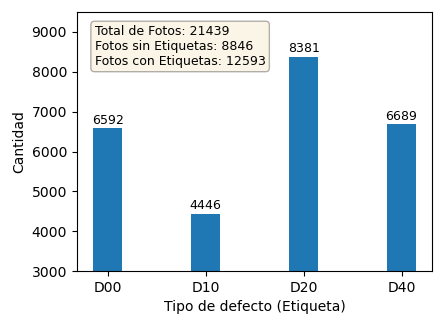 Total de Fotos: 21439
Fotos sin Etiquetas: 8846
Fotos con Etiquetas: 12593
9000
8000
7000
6000
5000
4000
3000
Cantidad
6592
4446
8381
6689
D00 D10 D20 D40
Tipo de defecto (Etiqueta)